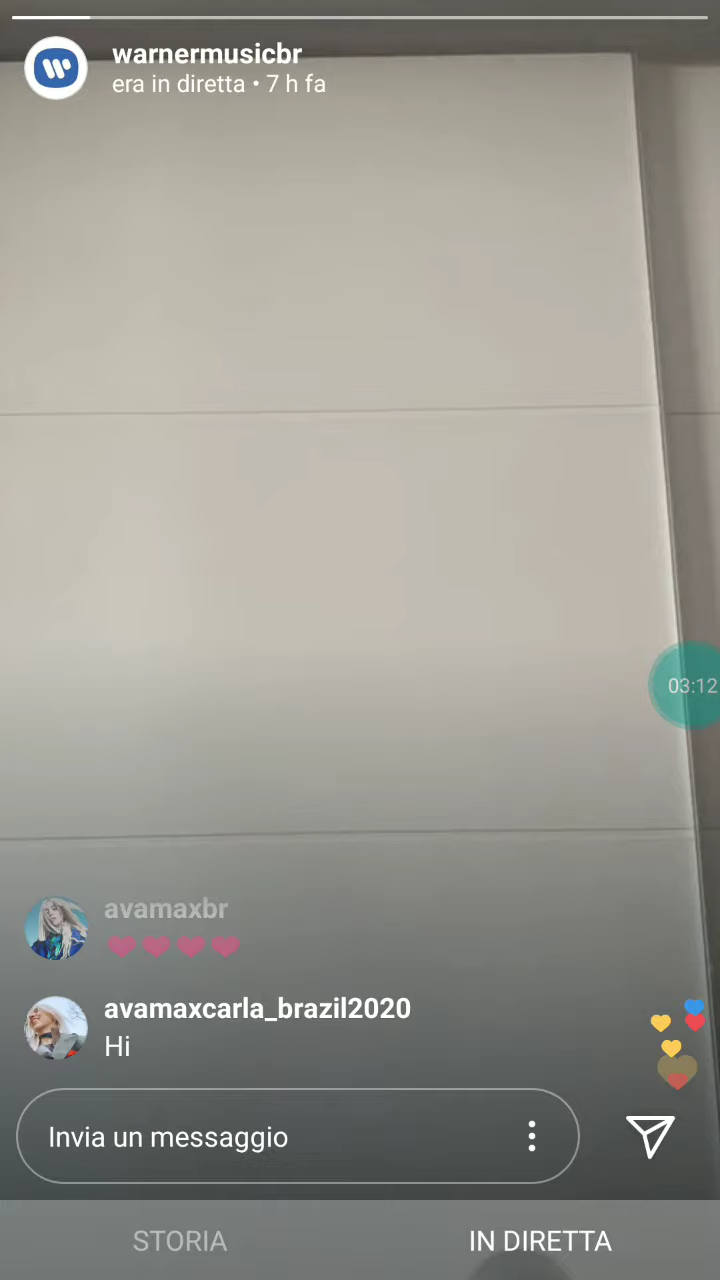 warnermusicbr
era in diretta • 7 h fa
03:12
avamaxbr
avamaxcarla_brazil2020
Hi
Invia un messaggio
STORIA
IN DIRETTA